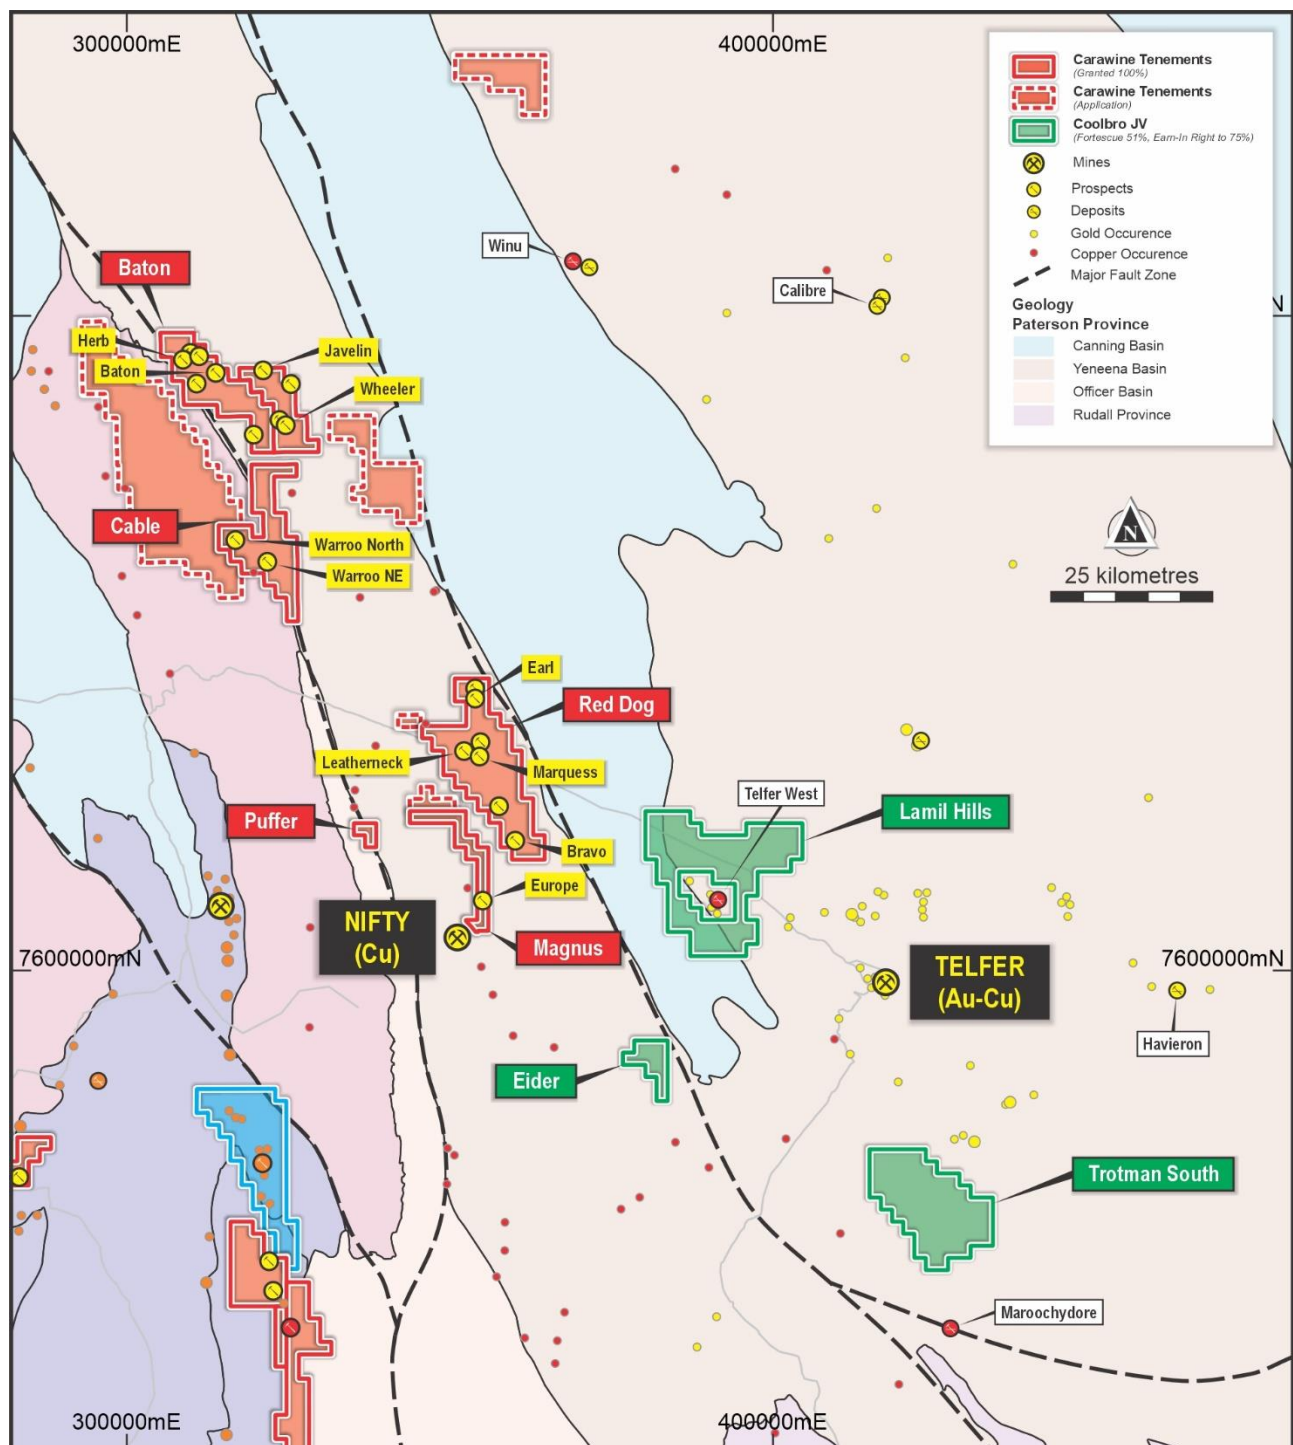 300000mE
400000mE
Carawine Tenements
(Granted 100%)
Carawine Tenements
(Application)
Coolbro JV
(Fortescue 51%, Earn-In Right to 75%)
Mines
Prospects
Deposits
Gold Occurence
Copper Occurence
Major Fault Zone
Geology
Paterson Province
Canning Basin
Yeneena Basin
Officer Basin
Rudall Province
Winu
Baton
Calibre
N
Herb
Javelin
Baton
Wheeler
Cable
N
Warroo North
Warroo NE
25 kilometres
Earl
Red Dog
Leatherneck
Marquess
Telfer West
Lamil Hills
Puffer
Bravo
Europe
NIFTY
(Cu)
Magnus
7600000mN
7600000mN
TELFER
(Au-Cu)
Havieron
Eider
Trotman South
Maroochydore
300000mE
400000mE